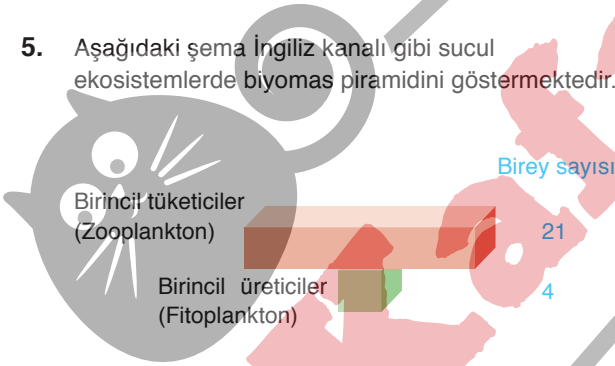 5. Aşağıdaki şema İngiliz kanalı gibi sucul
ekosistemlerde biyomas piramidini göstermektedir.
Birey sayısı
Birincil tüketiciler
(Zooplankton)
21
Birincil üreticiler
(Fitoplankton)
4